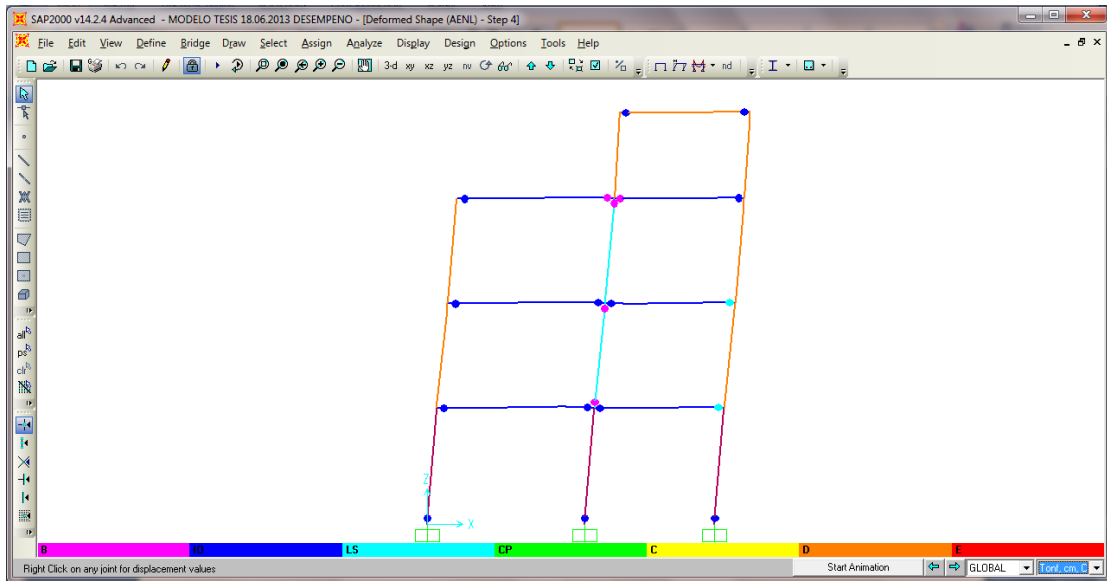 SAP2000 v14.2.4 Advanced - MODELO TESIS 18.06.2013 DESEMPENO - [Deformed Shape (AENL) - Step 4]
File Edit View Define Bridge Draw Select Assign Analyze Display Design Options Tools Help
3-d xy xz yz nv nd
all
ps
clr
Z
X
B IO LS CP C D E
Right Click on any joint for displacement values
Start Animation
GLOBAL
Tonf, cm, C